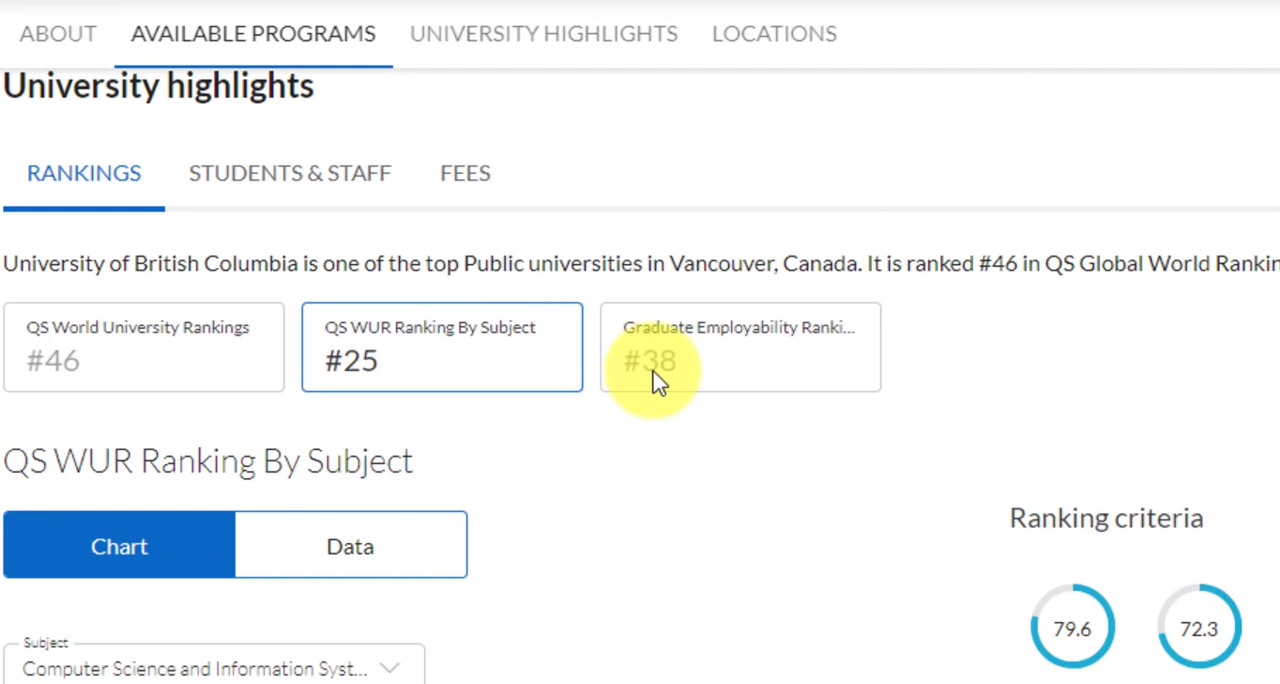 ABOUT AVAILABLE PROGRAMS UNIVERSITY HIGHLIGHTS LOCATIONS
University highlights
RANKINGS STUDENTS & STAFF FEES
University of British Columbia is one of the top Public universities in Vancouver, Canada. It is ranked #46 in QS Global World Rankin
QS World University Rankings QS WUR Ranking By Subject Graduate Employability Ranki...
#46 #25 #38
QS WUR Ranking By Subject
Ranking criteria
Chart Data
79.6 72.3
Subject
Computer Science and Information Syst...